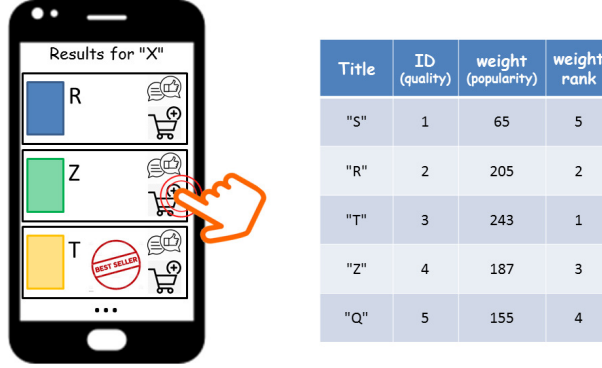 Results for "X"
R
Z
T
BEST SELLER
...
Title ID (quality) weight (popularity) weight rank
"S" 1 65 5
"R" 2 205 2
"T" 3 243 1
"Z" 4 187 3
"Q" 5 155 4